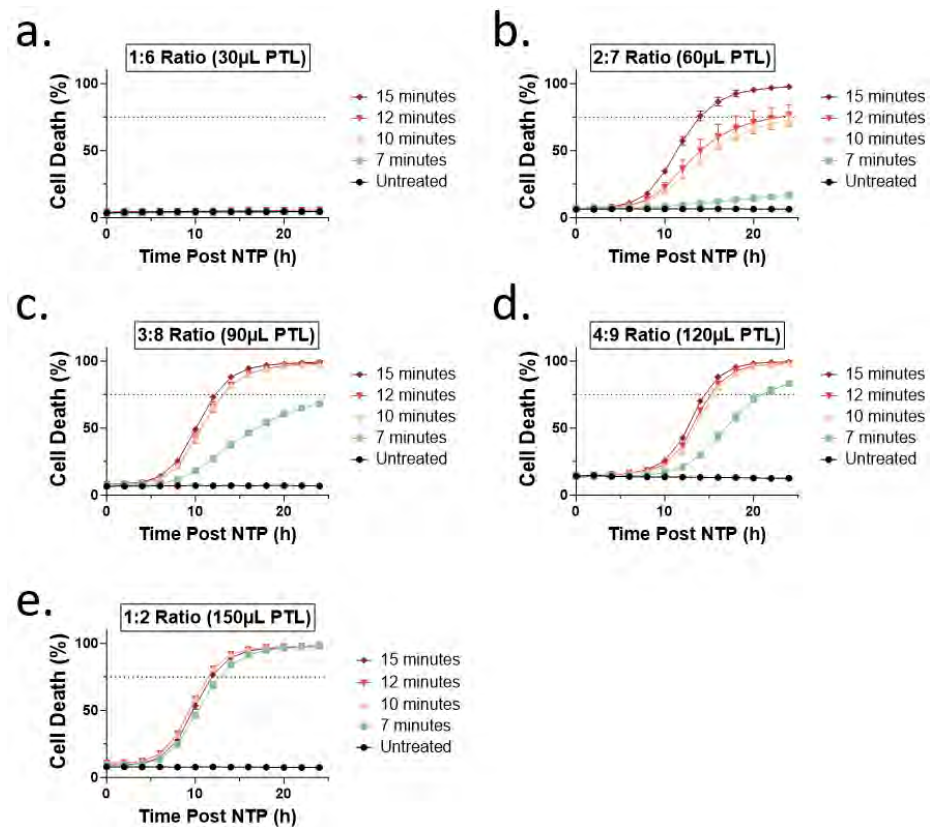 a.
1:6 Ratio (30µL PTL)
Cell Death (%)
100
50
0
0 10 20
Time Post NTP (h)
15 minutes
12 minutes
10 minutes
7 minutes
Untreated
b.
2:7 Ratio (60µL PTL)
Cell Death (%)
100
50
0
0 10 20
Time Post NTP (h)
15 minutes
12 minutes
10 minutes
7 minutes
Untreated
c.
3:8 Ratio (90µL PTL)
Cell Death (%)
100
50
0
0 10 20
Time Post NTP (h)
15 minutes
12 minutes
10 minutes
7 minutes
Untreated
d.
4:9 Ratio (120µL PTL)
Cell Death (%)
100
50
0
0 10 20
Time Post NTP (h)
15 minutes
12 minutes
10 minutes
7 minutes
Untreated
e.
1:2 Ratio (150µL PTL)
Cell Death (%)
100
50
0
0 10 20
Time Post NTP (h)
15 minutes
12 minutes
10 minutes
7 minutes
Untreated